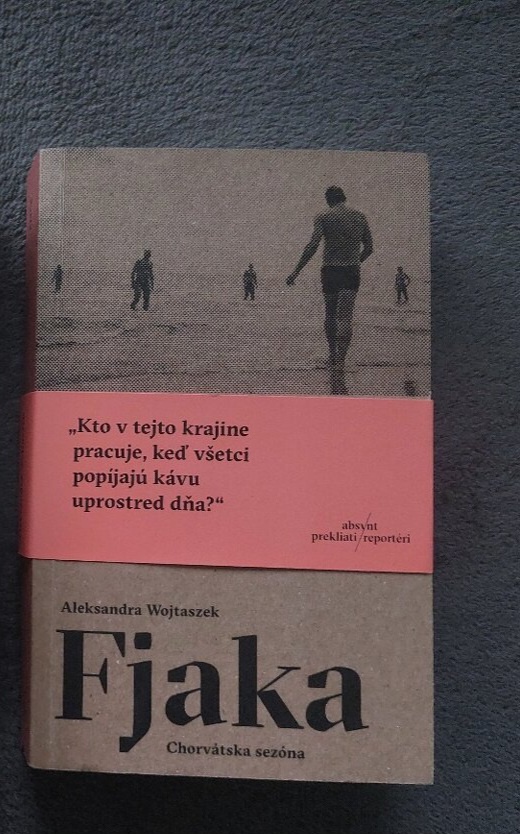 „Kto v tejto krajine
pracuje, keď všetci
popíjajú kávu
uprostred dňa?“
absynt
prekliati/reportéri
Aleksandra Wojtaszek
Fjaka
Chorvátska sezóna